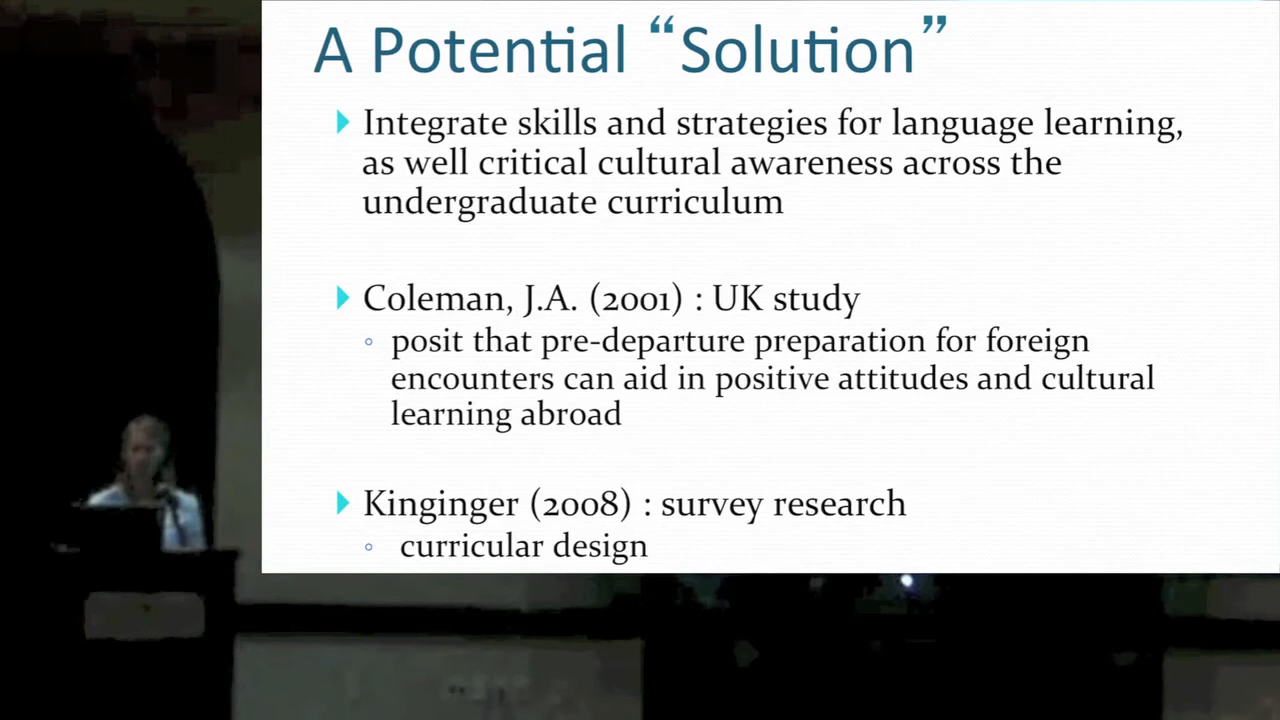 A Potential “Solution”
Integrate skills and strategies for language learning,
as well critical cultural awareness across the
undergraduate curriculum
Coleman, J.A. (2001) : UK study
posit that pre-departure preparation for foreign
encounters can aid in positive attitudes and cultural
learning abroad
Kinginger (2008) : survey research
curricular design